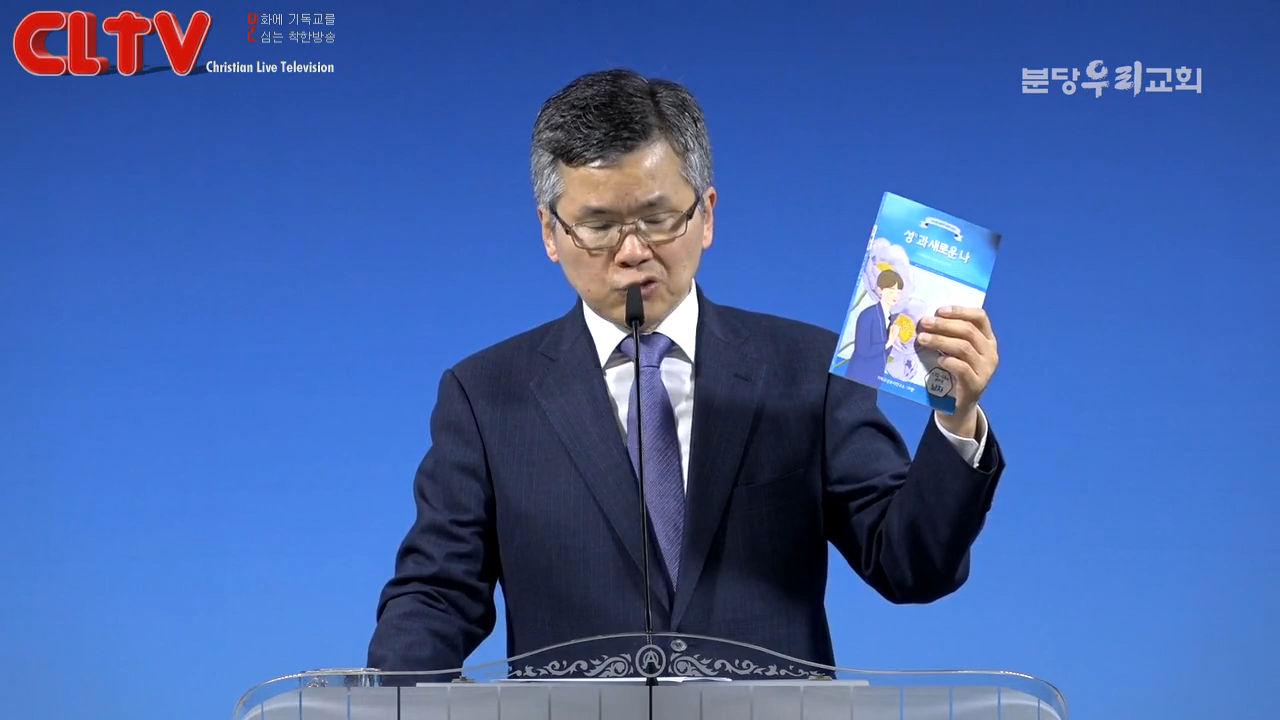 CLTV
문화에 기독교를
심는 착한방송
Christian Live Television
분당우리교회
성과 새로운 나